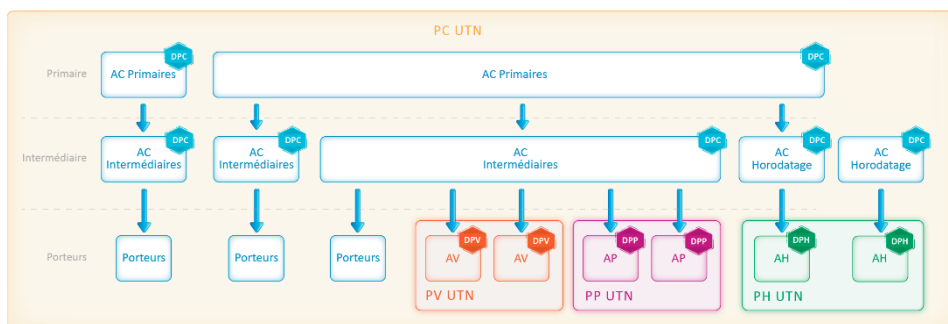 PC UTN
Primaire
AC Primaires
DPC
AC Primaires
DPC
Intermédiaire
AC
Intermédiaires
DPC
AC
Intermédiaires
DPC
AC
Intermédiaires
DPC
AC
Horodatage
DPC
AC
Horodatage
DPC
Porteurs
Porteurs
Porteurs
Porteurs
AV
DPV
AV
DPV
PV UTN
AP
DPP
AP
DPP
PP UTN
AH
DPH
AH
DPH
PH UTN